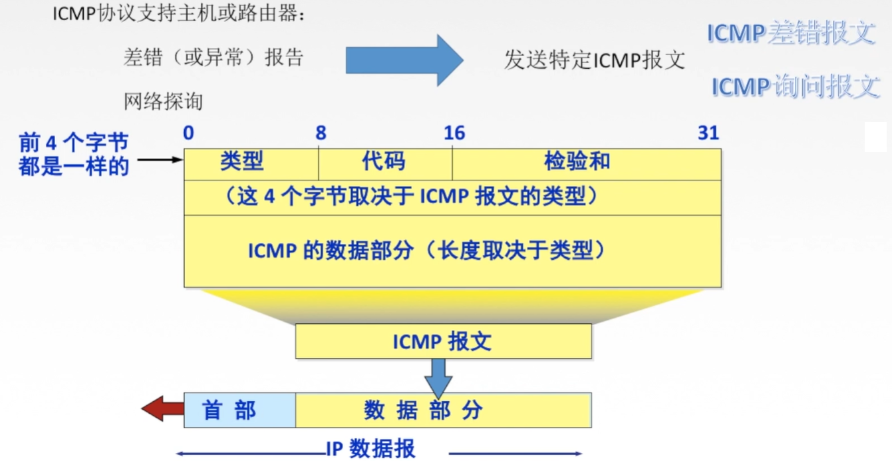 ICMP协议支持主机或路由器：
差错（或异常）报告
网络探询
发送特定ICMP报文
ICMP差错报文
ICMP询问报文
前 4 个字节
都是一样的
0 8 16 31
类型 代码 检验和
（这 4 个字节取决于 ICMP 报文的类型）
ICMP 的数据部分（长度取决于类型）
ICMP 报文
首 部 数 据 部 分
IP 数据报